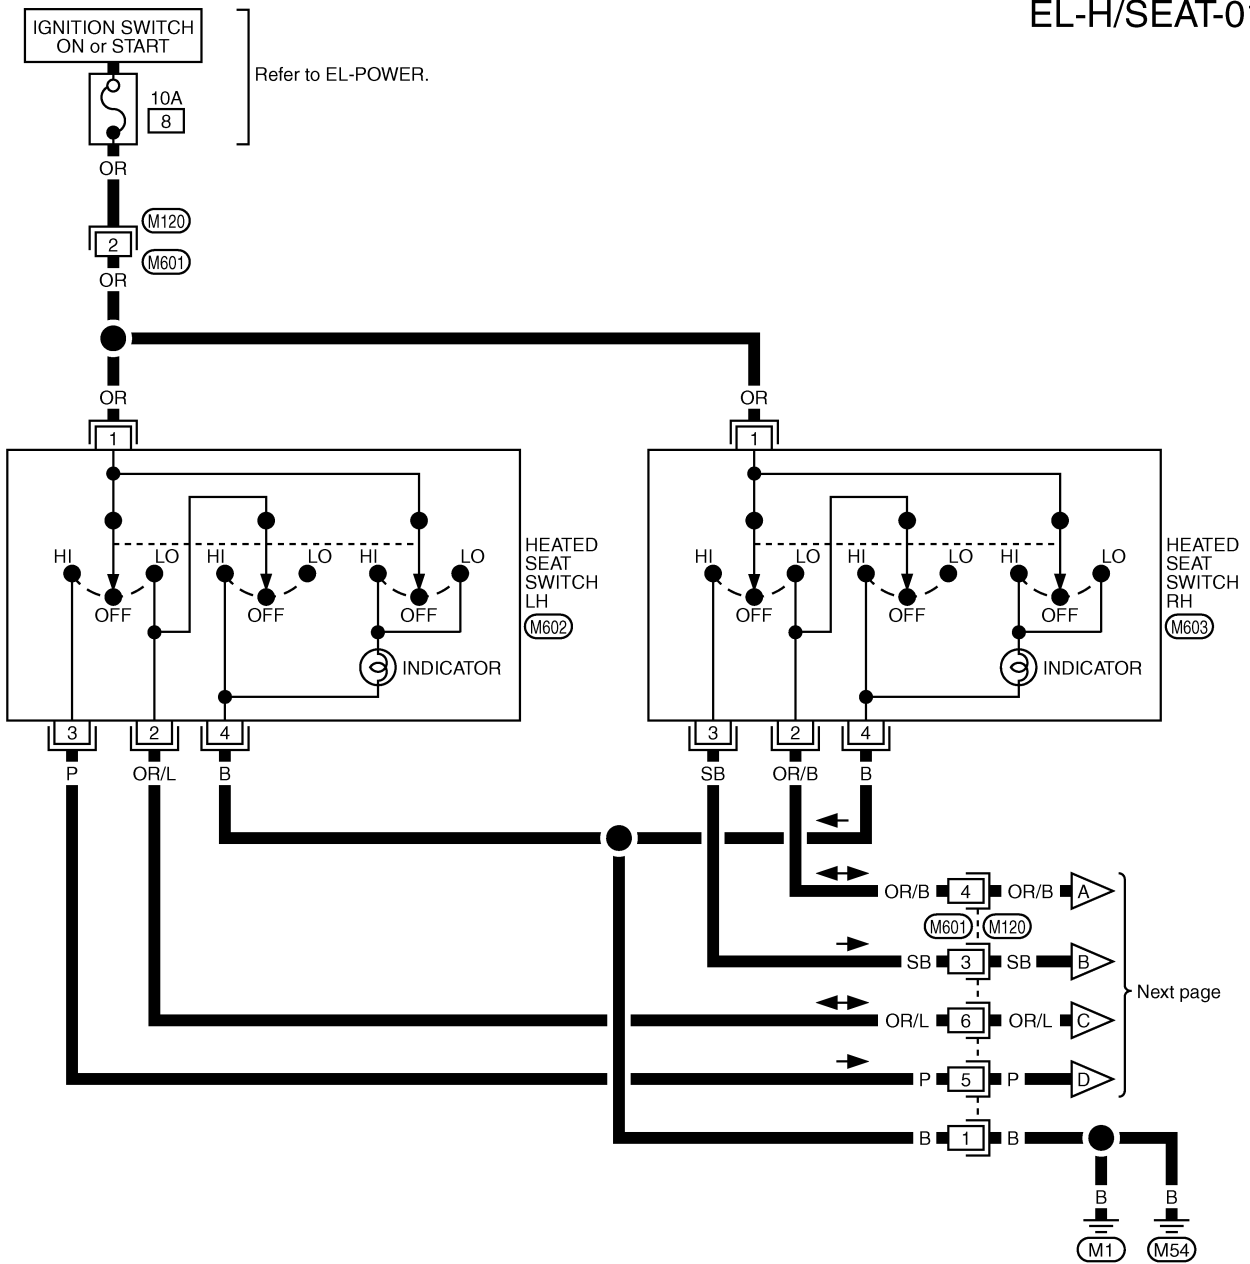 EL-H/SEAT-01
IGNITION SWITCH
ON or START
Refer to EL-POWER.
10A
8
OR
M120
2
M601
OR
OR
OR
1
1
HI
LO
HI
LO
HI
LO
OFF
OFF
OFF
INDICATOR
HEATED
SEAT
SWITCH
LH
M602
HI
LO
HI
LO
HI
LO
OFF
OFF
OFF
INDICATOR
HEATED
SEAT
SWITCH
RH
M603
3
2
4
3
2
4
P
OR/L
B
SB
OR/B
B
OR/B
4
OR/B
A
M601
M120
SB
3
SB
B
Next page
OR/L
6
OR/L
C
P
5
P
D
B
1
B
B
B
M1
M54